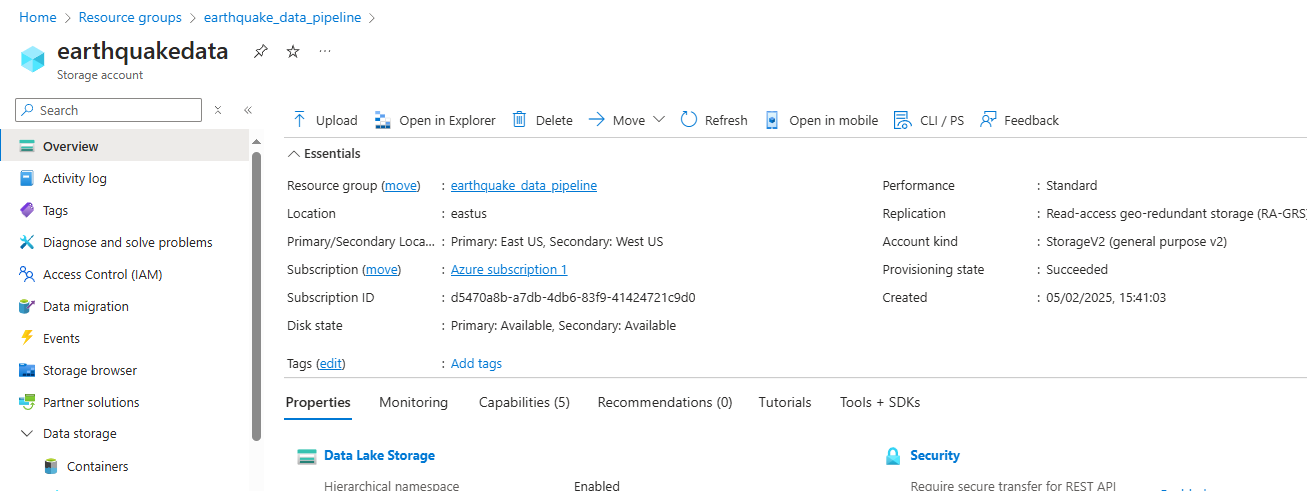 Home > Resource groups > earthquake_data_pipeline >
earthquakedata
Storage account
Search
Overview
Activity log
Tags
Diagnose and solve problems
Access Control (IAM)
Data migration
Events
Storage browser
Partner solutions
Data storage
Containers
Upload Open in Explorer Delete Move Refresh Open in mobile CLI / PS Feedback
Essentials
Resource group (move) : earthquake_data_pipeline
Location : eastus
Primary/Secondary Loca... : Primary: East US, Secondary: West US
Subscription (move) : Azure subscription 1
Subscription ID : d5470a8b-a7db-4db6-83f9-41424721c9d0
Disk state : Primary: Available, Secondary: Available
Tags (edit) : Add tags
Performance : Standard
Replication : Read-access geo-redundant storage (RA-GRS)
Account kind : StorageV2 (general purpose v2)
Provisioning state : Succeeded
Created : 05/02/2025, 15:41:03
Properties Monitoring Capabilities (5) Recommendations (0) Tutorials Tools + SDKs
Data Lake Storage
Hierarchical namespace Enabled
Security
Require secure transfer for REST API